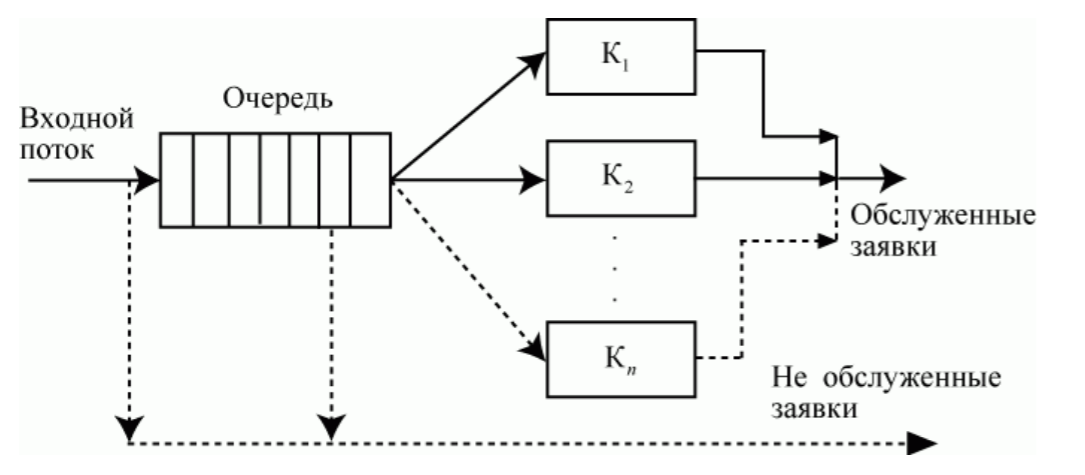 Очередь
Входной
поток
К₁
К₂
Кₙ
Обслуженные
заявки
Не обслуженные
заявки